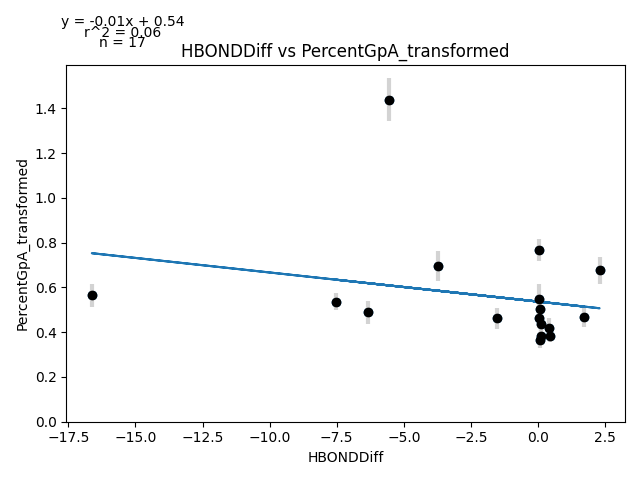 y = -0.01x + 0.54
r^2 = 0.06
n = 17
HBONDDiff vs PercentGpA_transformed
PercentGpA_transformed
1.4
1.2
1.0
0.8
0.6
0.4
0.2
0.0
−17.5 −15.0 −12.5 −10.0 −7.5 −5.0 −2.5 0.0 2.5
HBONDDiff